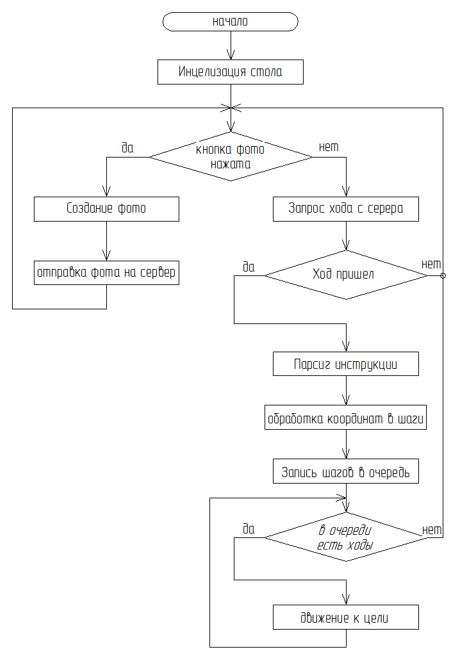 начало
Инцелизация стола
кнопка фото
нажата
да
нет
Создание фото
Запрос хода с серера
отправка фота на сервер
Ход пришел
да
нет
Парсиг инструкции
обработка координат в шаги
Запись шагов в очередь
в очереди
есть ходы
да
нет
движение к цели